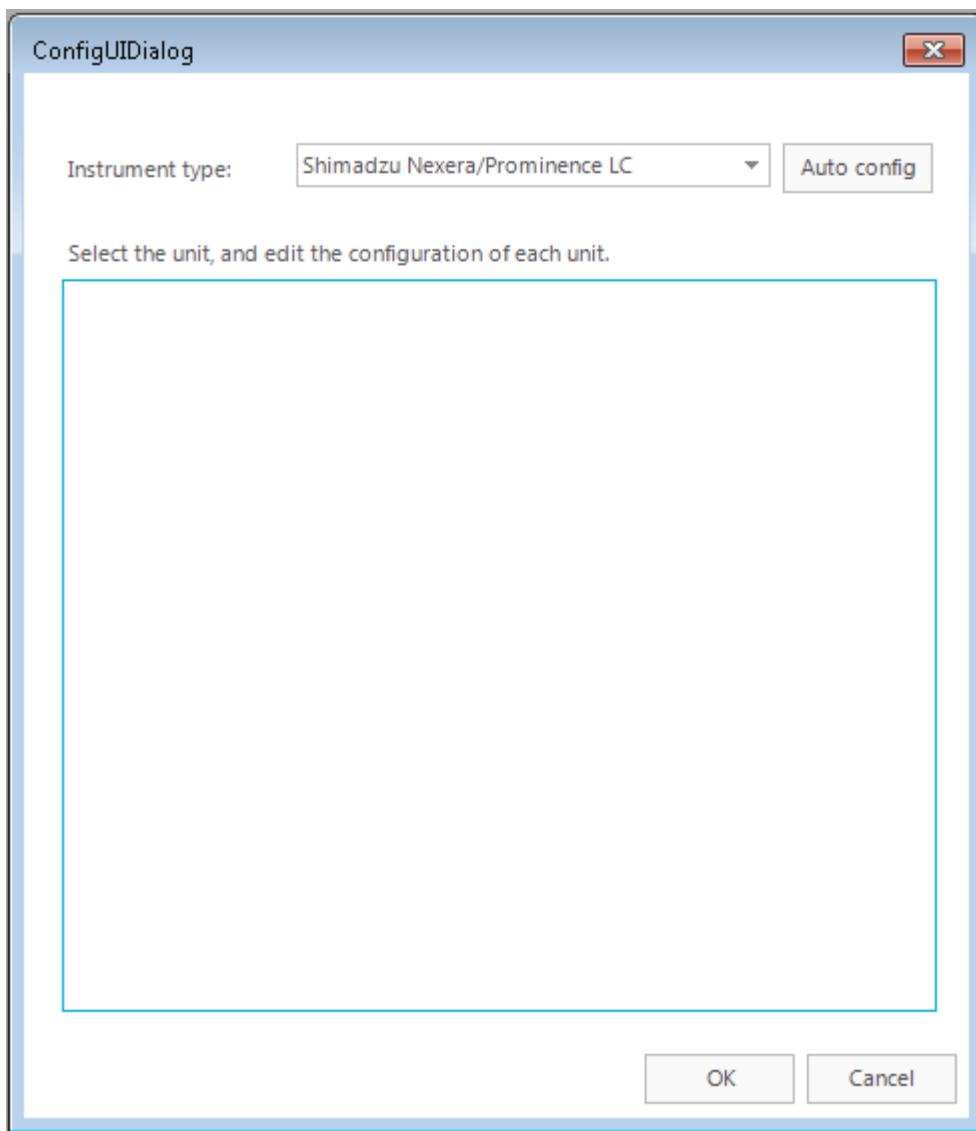 ConfigUIDialog
Instrument type: Shimadzu Nexera/Prominence LC Auto config
Select the unit, and edit the configuration of each unit.
OK Cancel